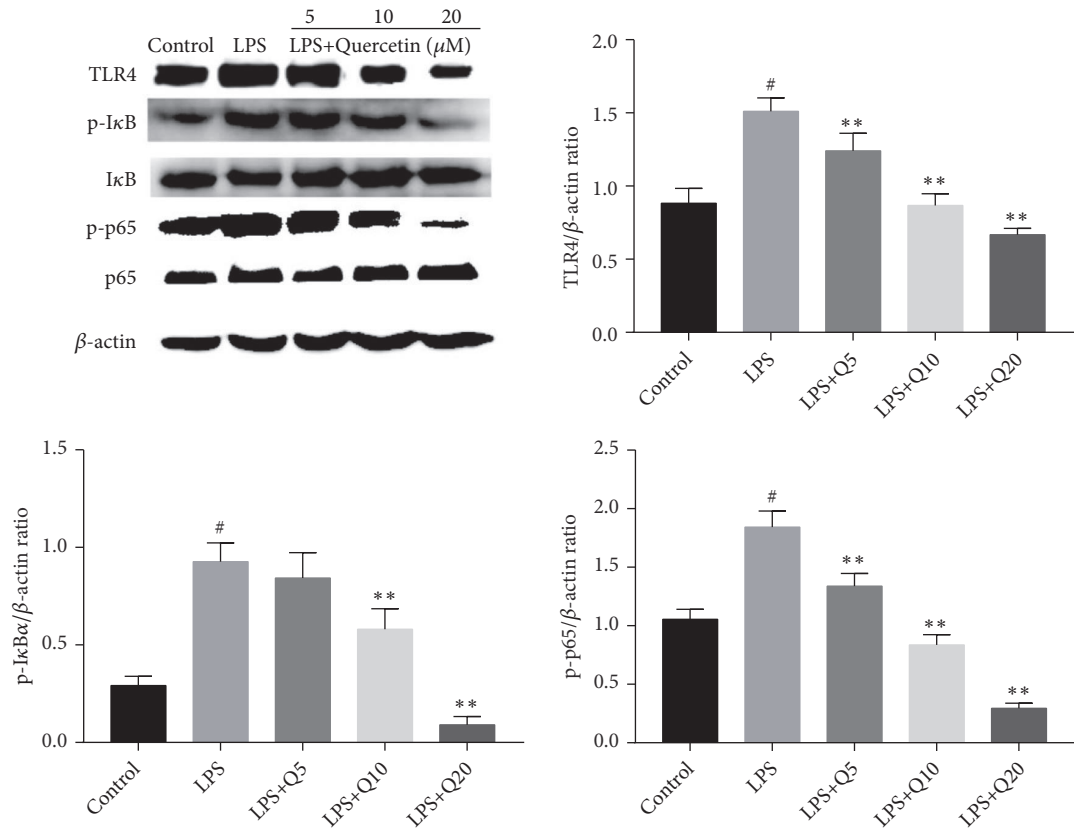 5 10 20
Control LPS LPS+Quercetin (μM)
TLR4
p-IκB
IκB
p-p65
p65
β-actin
TLR4/β-actin ratio
2.0
1.5
1.0
0.5
0.0
#
**
**
**
Control
LPS
LPS+Q5
LPS+Q10
LPS+Q20
p-IκBα/β-actin ratio
1.5
1.0
0.5
0.0
#
**
**
Control
LPS
LPS+Q5
LPS+Q10
LPS+Q20
p-p65/β-actin ratio
2.5
2.0
1.5
1.0
0.5
0.0
#
**
**
**
Control
LPS
LPS+Q5
LPS+Q10
LPS+Q20